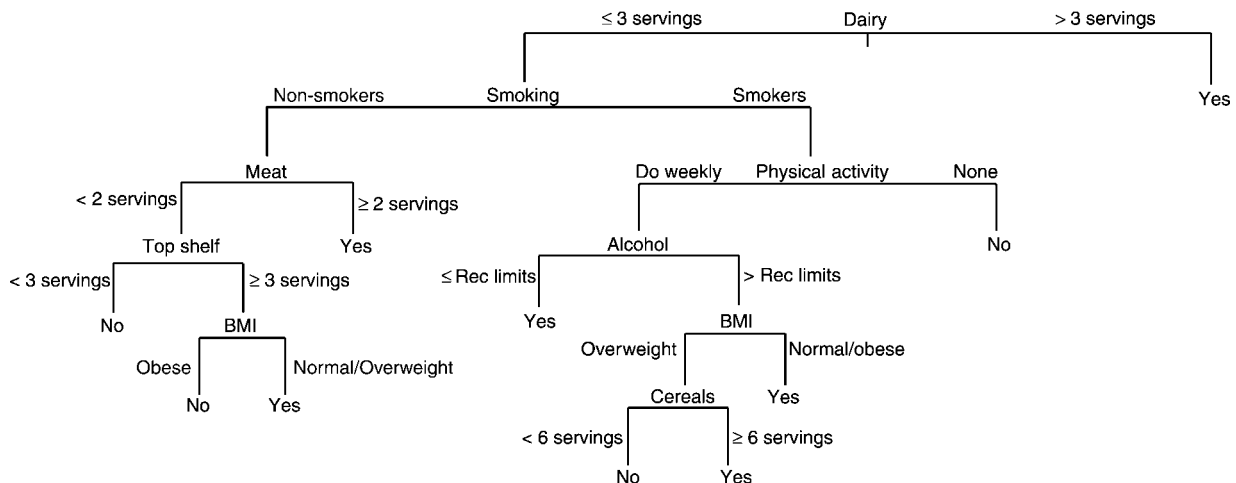 ≤ 3 servings Dairy > 3 servings
Non-smokers Smoking Smokers Yes
Meat Do weekly Physical activity None
< 2 servings ≥ 2 servings
Top shelf Yes Alcohol No
< 3 servings ≥ 3 servings ≤ Rec limits > Rec limits
No BMI Yes BMI
Obese Normal/Overweight Overweight Normal/obese
No Yes Cereals Yes
< 6 servings ≥ 6 servings
No Yes